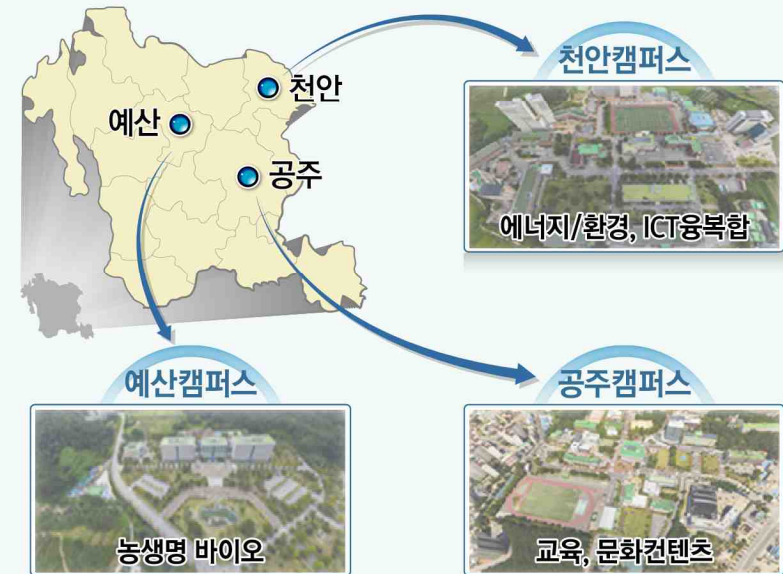 천안
예산
공주
천안캠퍼스
에너지/환경, ICT융복합
예산캠퍼스
농생명 바이오
공주캠퍼스
교육, 문화컨텐츠